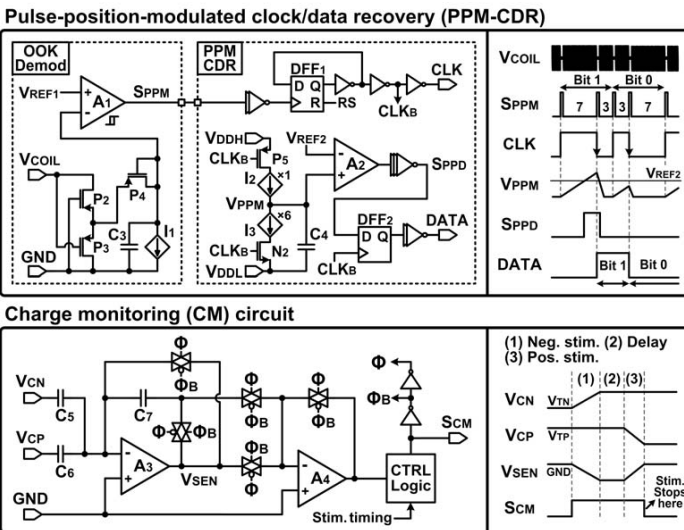 Pulse-position-modulated clock/data recovery (PPM-CDR)
OOK
Demod
VREF1
A1
SPPM
VCOIL
P2
P4
P3
C3
I1
GND
PPM
CDR
DFF1
D Q
R
RS
CLK
CLKB
VDDH
CLKB
P5
I2
×1
VREF2
A2
SPPD
VPPM
I3
×6
C4
CLKB
N2
VDDL
DFF2
D Q
CLKB
DATA
VCOIL
Bit 1
Bit 0
SPPM
7
3
3
7
CLK
VPPM
VREF2
SPPD
DATA
Bit 1
Bit 0
Charge monitoring (CM) circuit
VCN
C5
VCP
C6
GND
C7
Φ
ΦB
Φ
ΦB
A3
VSEN
Φ
ΦB
ΦB
Φ
Φ
ΦB
A4
Φ
ΦB
SCM
CTRL
Logic
Stim. timing
(1) Neg. stim. (2) Delay
(3) Pos. stim.
(1)
(2)
(3)
VCN
VTN
VCP
VTP
VSEN
GND
SCM
Stim.
Stops
here